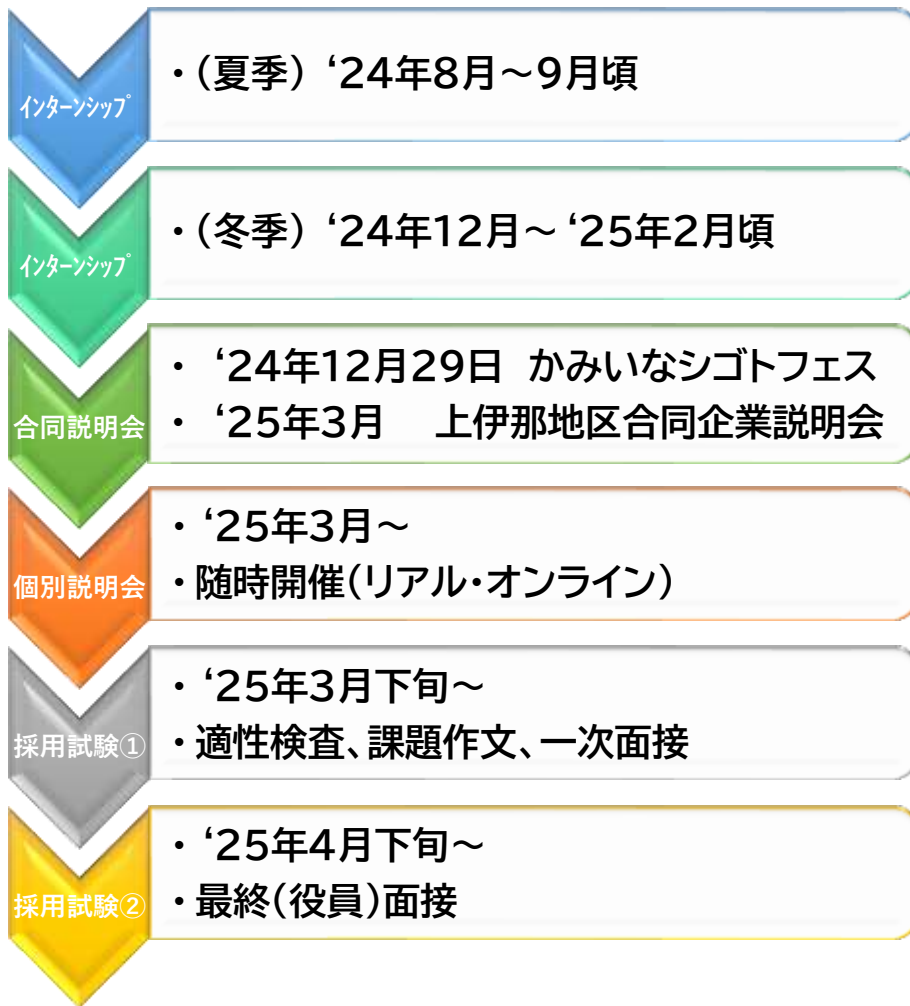 インターンシップ
・(夏季) ‘24年8月～9月頃
インターンシップ
・(冬季) ‘24年12月～ ‘25年2月頃
合同説明会
・ ‘24年12月29日 かみいなシゴトフェス
・ ‘25年3月　上伊那地区合同企業説明会
個別説明会
・ ‘25年3月～
・随時開催(リアル・オンライン)
採用試験①
・ ‘25年3月下旬～
・適性検査、課題作文、一次面接
採用試験②
・ ‘25年4月下旬～
・最終(役員)面接